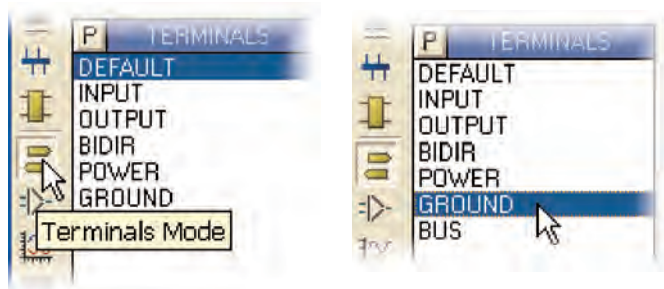 P TERMINALS
DEFAULT
INPUT
OUTPUT
BIDIR
POWER
GROUND
Terminals Mode
P TERMINALS
DEFAULT
INPUT
OUTPUT
BIDIR
POWER
GROUND
BUS